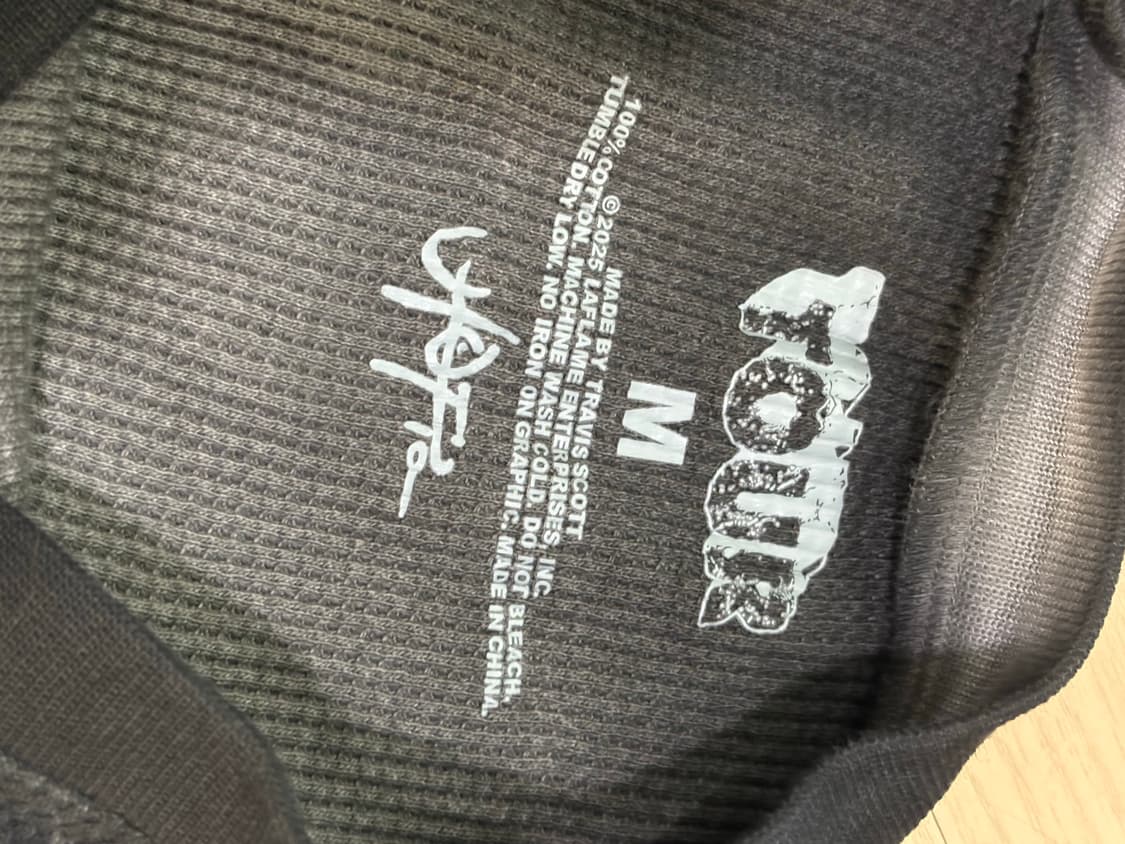 TOUR
M
MADE BY TRAVIS SCOTT
©2025 LAFLAME ENTERPRISES, INC.
100% COTTON. MACHINE WASH COLD. DO NOT BLEACH.
TUMBLE DRY LOW. NO IRON ON GRAPHIC. MADE IN CHINA.